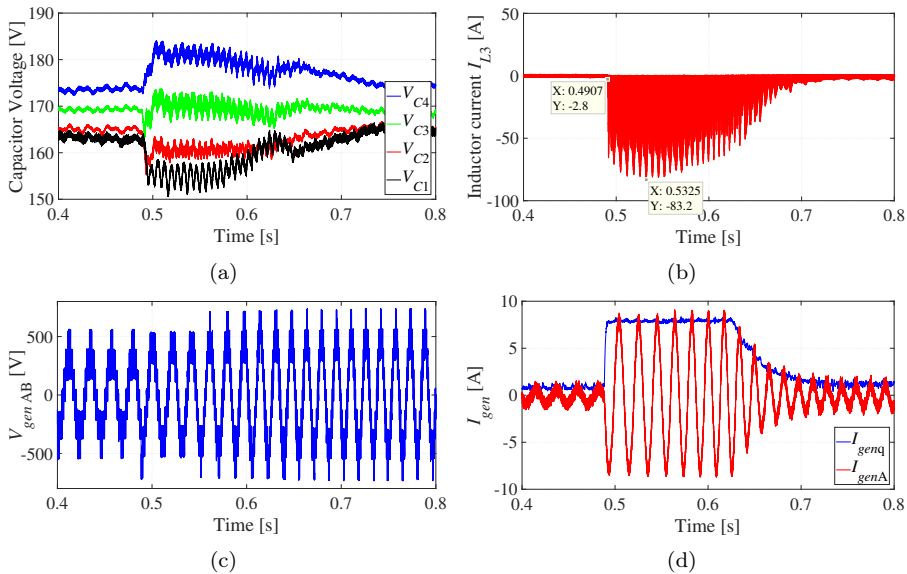 Capacitor Voltage [V]
190
180
170
160
150
V_C4
V_C3
V_C2
V_C1
0.4 0.5 0.6 0.7 0.8
Time [s]
(a)
Inductor current I_L3 [A]
50
0
-50
-100
X: 0.4907
Y: -2.8
X: 0.5325
Y: -83.2
0.4 0.5 0.6 0.7 0.8
Time [s]
(b)
V_gen AB [V]
500
0
-500
0.4 0.5 0.6 0.7 0.8
Time [s]
(c)
I_gen [A]
10
5
0
-5
-10
I_genq
I_genA
0.4 0.5 0.6 0.7 0.8
Time [s]
(d)